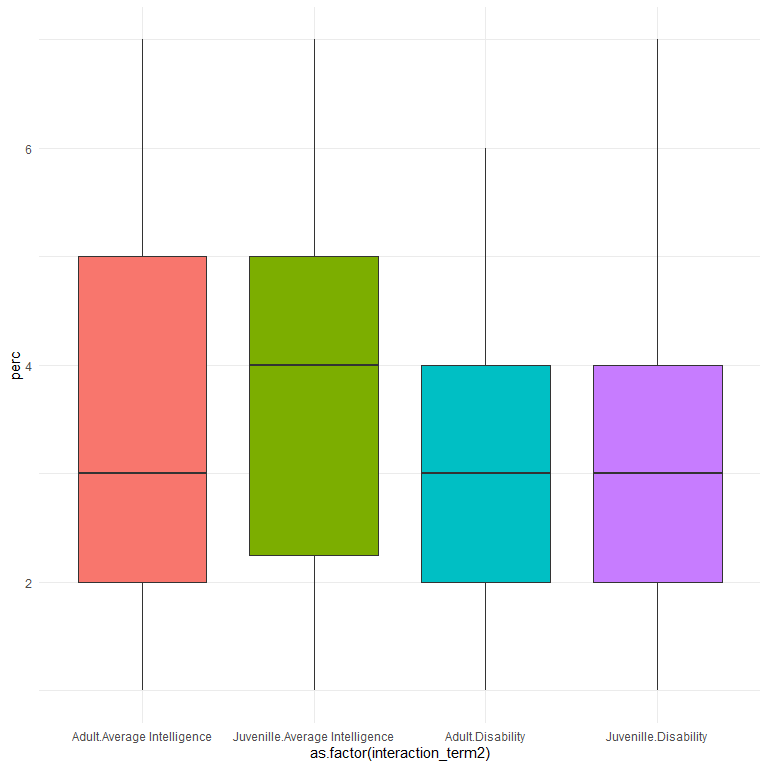 6
perc
4
2
Adult.Average Intelligence
Juvenille.Average Intelligence
Adult.Disability
Juvenille.Disability
as.factor(interaction_term2)